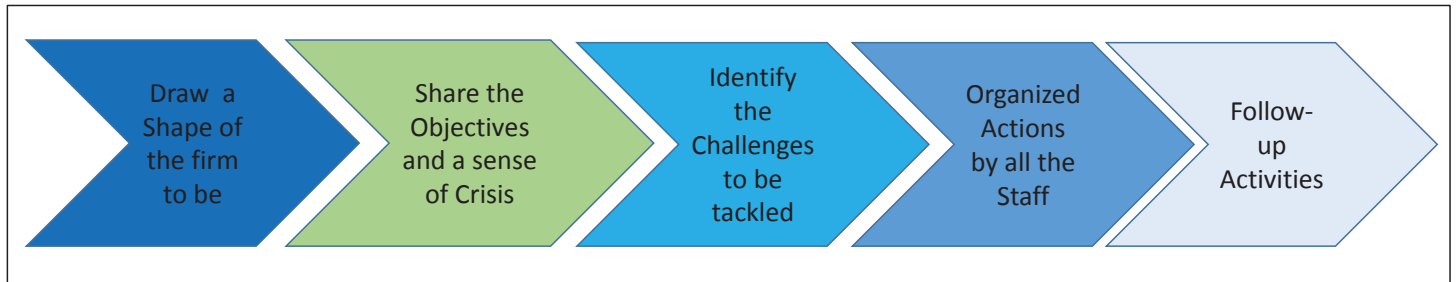 Draw a
Shape of
the firm
to be
Share the
Objectives
and a sense
of Crisis
Identify
the
Challenges
to be
tackled
Organized
Actions
by all the
Staff
Follow-
up
Activities